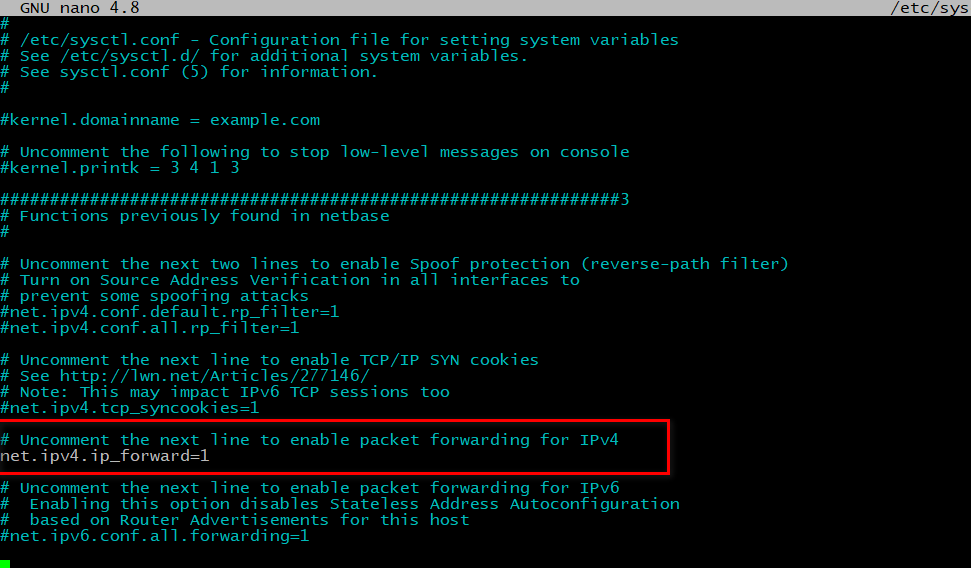 GNU nano 4.8 /etc/sys
#
# /etc/sysctl.conf - Configuration file for setting system variables
# See /etc/sysctl.d/ for additional system variables.
# See sysctl.conf (5) for information.
#
#kernel.domainname = example.com
# Uncomment the following to stop low-level messages on console
#kernel.printk = 3 4 1 3
##############################################################3
# Functions previously found in netbase
#
# Uncomment the next two lines to enable Spoof protection (reverse-path filter)
# Turn on Source Address Verification in all interfaces to
# prevent some spoofing attacks
#net.ipv4.conf.default.rp_filter=1
#net.ipv4.conf.all.rp_filter=1
# Uncomment the next line to enable TCP/IP SYN cookies
# See http://lwn.net/Articles/277146/
# Note: This may impact IPv6 TCP sessions too
#net.ipv4.tcp_syncookies=1
# Uncomment the next line to enable packet forwarding for IPv4
net.ipv4.ip_forward=1
# Uncomment the next line to enable packet forwarding for IPv6
#  Enabling this option disables Stateless Address Autoconfiguration
#  based on Router Advertisements for this host
#net.ipv6.conf.all.forwarding=1